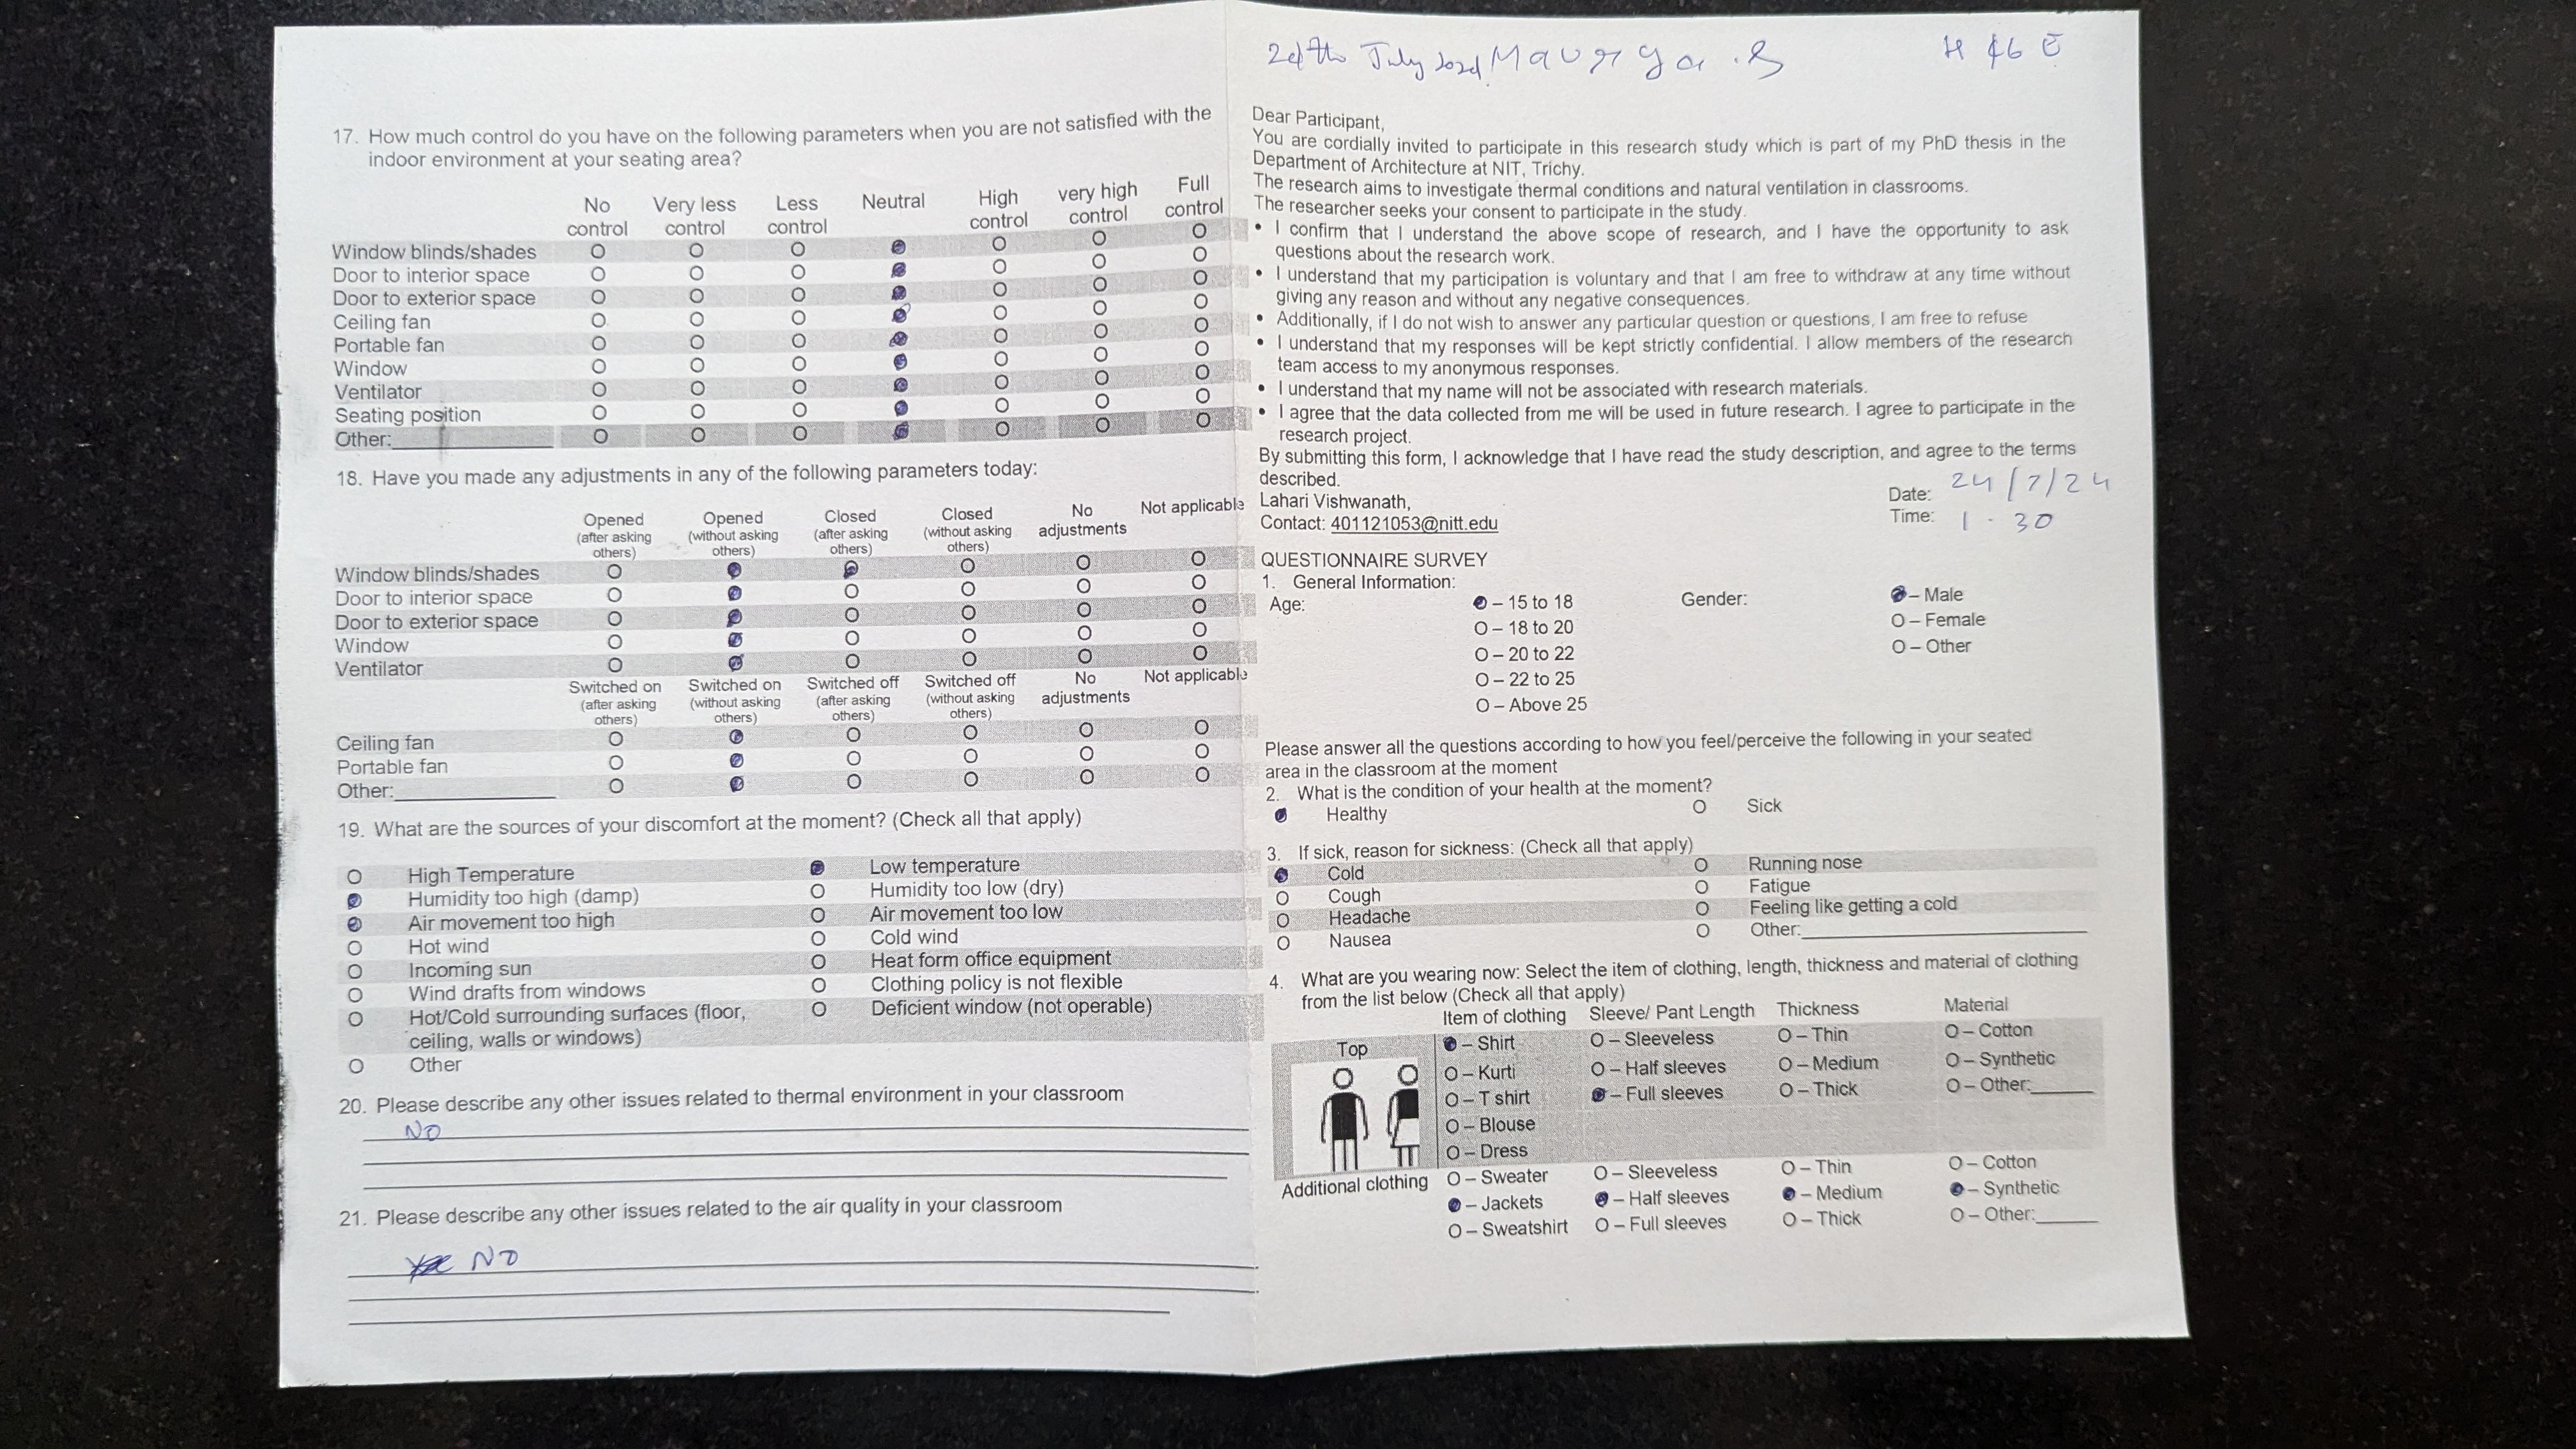 17. How much control do you have on the following parameters when you are not satisfied with the
indoor environment at your seating area?
No control Very less control Less control Neutral High control very high control Full control
Window blinds/shades O O O O O O
Door to interior space O O O O O O
Door to exterior space O O O O O O
Ceiling fan O O O O O O
Portable fan O O O O O O
Window O O O O O O
Ventilator O O O O O O
Seating position O O O O O O
Other: O O O O O O
18. Have you made any adjustments in any of the following parameters today:
Opened (after asking others) Opened (without asking others) Closed (after asking others) Closed (without asking others) No adjustments Not applicable
Window blinds/shades O O O O
Door to interior space O O O O O
Door to exterior space O O O O O
Window O O O O O
Ventilator O O O O O
Switched on (after asking others) Switched on (without asking others) Switched off (after asking others) Switched off (without asking others) No adjustments Not applicable
Ceiling fan O O O O O
Portable fan O O O O O
Other: O O O O O
19. What are the sources of your discomfort at the moment? (Check all that apply)
O High Temperature Low temperature
Humidity too high (damp) O Humidity too low (dry)
Air movement too high O Air movement too low
O Hot wind O Cold wind
O Incoming sun O Heat form office equipment
O Wind drafts from windows O Clothing policy is not flexible
O Hot/Cold surrounding surfaces (floor, O Deficient window (not operable)
ceiling, walls or windows)
O Other
20. Please describe any other issues related to thermal environment in your classroom
NO
21. Please describe any other issues related to the air quality in your classroom
NO
24th July 2024 Maurya.S
Dear Participant,
You are cordially invited to participate in this research study which is part of my PhD thesis in the
Department of Architecture at NIT, Trichy.
The research aims to investigate thermal conditions and natural ventilation in classrooms.
The researcher seeks your consent to participate in the study.
• I confirm that I understand the above scope of research, and I have the opportunity to ask
questions about the research work.
• I understand that my participation is voluntary and that I am free to withdraw at any time without
giving any reason and without any negative consequences.
• Additionally, if I do not wish to answer any particular question or questions, I am free to refuse
• I understand that my responses will be kept strictly confidential. I allow members of the research
team access to my anonymous responses.
• I understand that my name will not be associated with research materials.
• I agree that the data collected from me will be used in future research. I agree to participate in the
research project.
By submitting this form, I acknowledge that I have read the study description, and agree to the terms
described.
Lahari Vishwanath, Date: 24/7/24
Contact: 401121053@nitt.edu Time: 1.30
QUESTIONNAIRE SURVEY
1. General Information:
Age: – 15 to 18 Gender: – Male
O – 18 to 20 O – Female
O – 20 to 22 O – Other
O – 22 to 25
O – Above 25
Please answer all the questions according to how you feel/perceive the following in your seated
area in the classroom at the moment
2. What is the condition of your health at the moment?
Healthy O Sick
3. If sick, reason for sickness: (Check all that apply)
Cold O Running nose
O Cough O Fatigue
O Headache O Feeling like getting a cold
O Nausea O Other:
4. What are you wearing now: Select the item of clothing, length, thickness and material of clothing
from the list below (Check all that apply)
Item of clothing Sleeve/ Pant Length Thickness Material
Top – Shirt O – Sleeveless O – Thin O – Cotton
O – Kurti O – Half sleeves O – Medium O – Synthetic
O – T shirt – Full sleeves O – Thick O – Other:
O – Blouse
O – Dress
Additional clothing O – Sweater O – Sleeveless O – Thin O – Cotton
– Jackets – Half sleeves – Medium – Synthetic
O – Sweatshirt O – Full sleeves O – Thick O – Other: